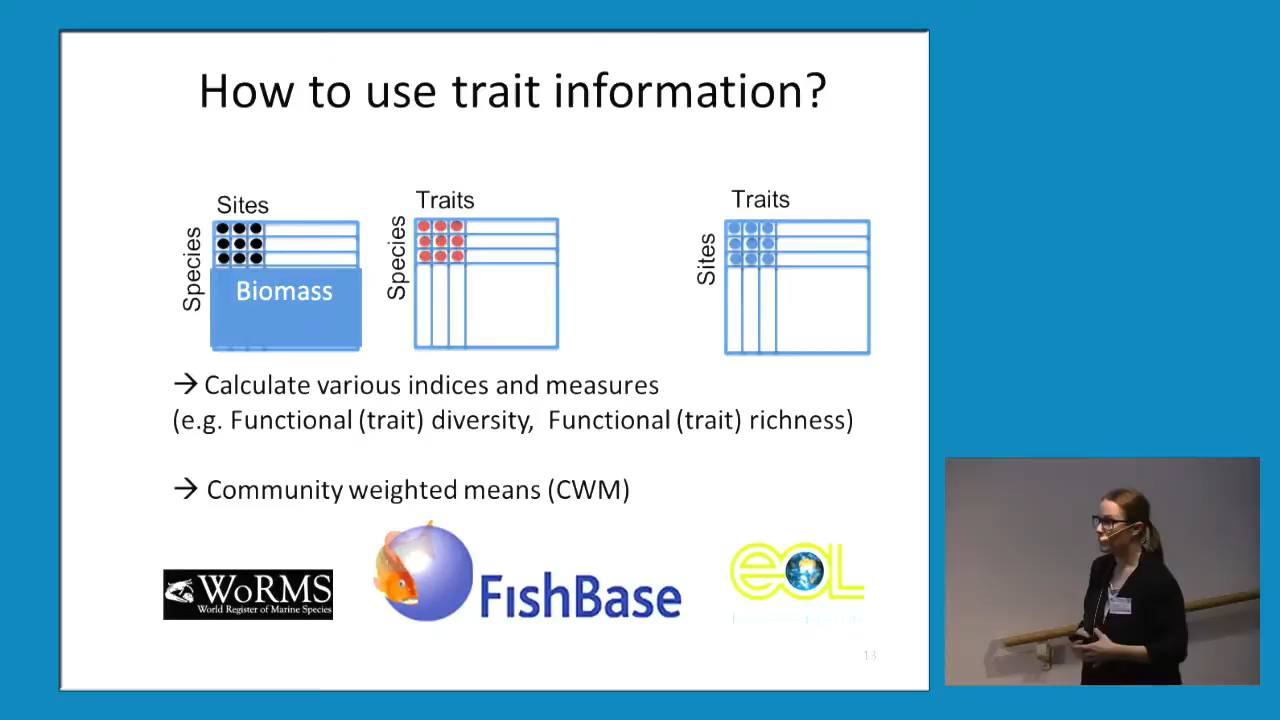 How to use trait information?
Sites
Species
Biomass
Traits
Species
Traits
Sites
→ Calculate various indices and measures
(e.g. Functional (trait) diversity, Functional (trait) richness)
→ Community weighted means (CWM)
WoRMS
World Register of Marine Species
FishBase
eOL
13